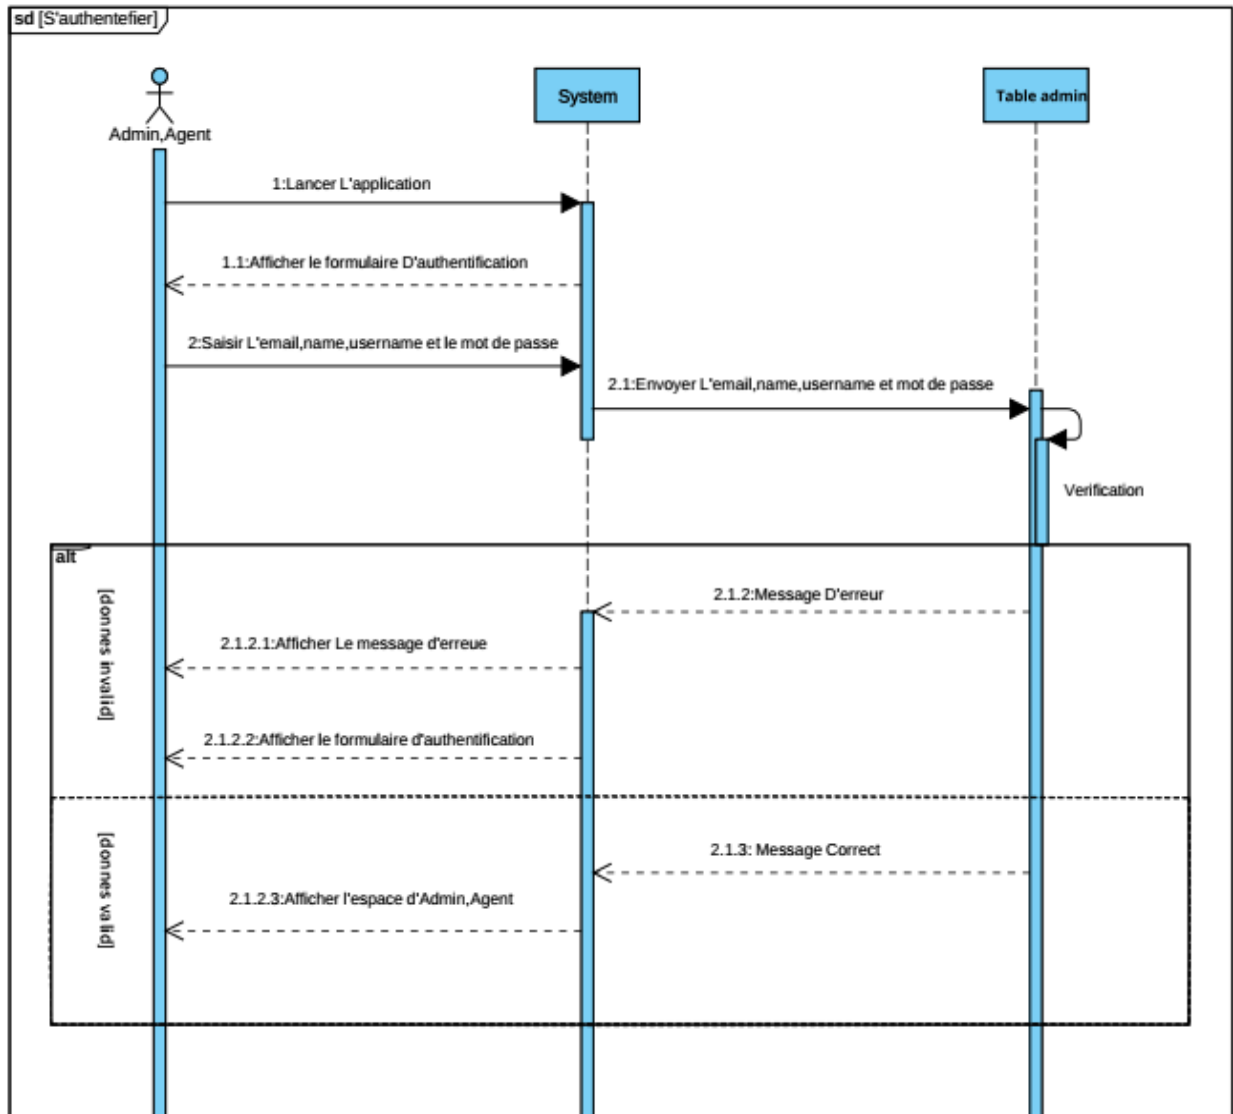 sd [S'authentefier]
Admin,Agent
System
Table admin
1:Lancer L'application
1.1:Afficher le formulaire D'authentification
2:Saisir L'email,name,username et le mot de passe
2.1:Envoyer L'email,name,username et mot de passe
Verification
alt
[donnes invalid]
2.1.2:Message D'erreur
2.1.2.1:Afficher Le message d'erreue
2.1.2.2:Afficher le formulaire d'authentification
[donnes valid]
2.1.3: Message Correct
2.1.2.3:Afficher l'espace d'Admin,Agent